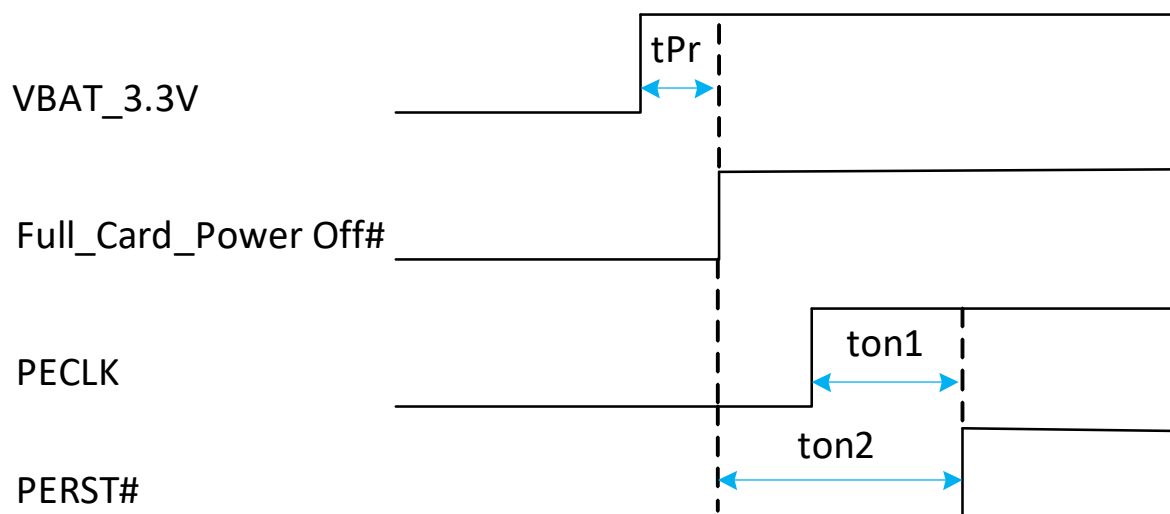 tPr
VBAT_3.3V
Full_Card_Power Off#
ton1
PECLK
ton2
PERST#